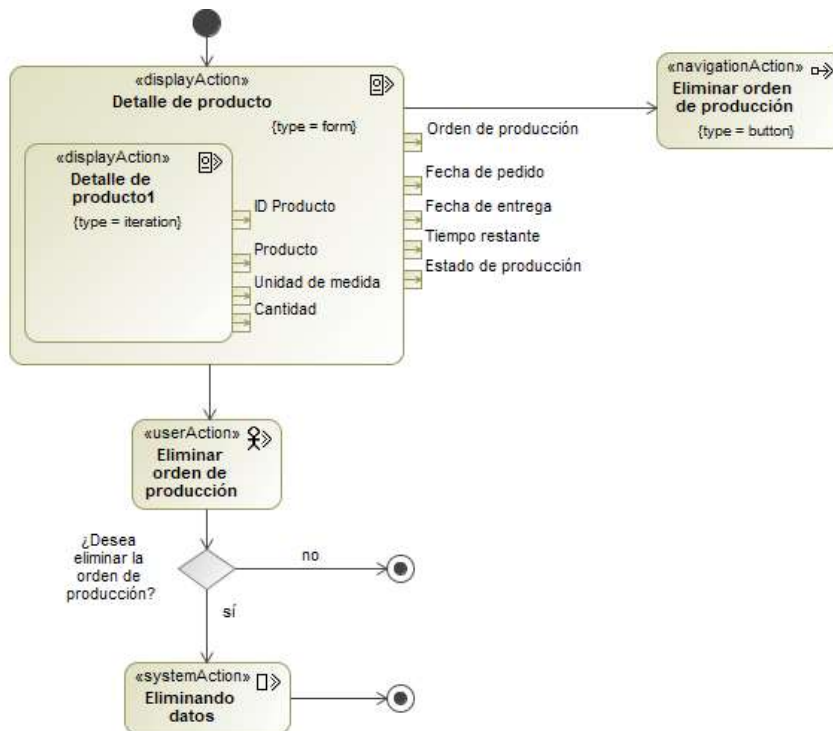 «displayAction»
Detalle de producto
{type = form}
«displayAction»
Detalle de
producto1
{type = iteration}
ID Producto
Producto
Unidad de medida
Cantidad
Orden de producción
Fecha de pedido
Fecha de entrega
Tiempo restante
Estado de producción
«navigationAction»
Eliminar orden
de producción
{type = button}
«userAction»
Eliminar
orden de
producción
¿Desea
eliminar la
orden de
producción?
no
sí
«systemAction»
Eliminando
datos